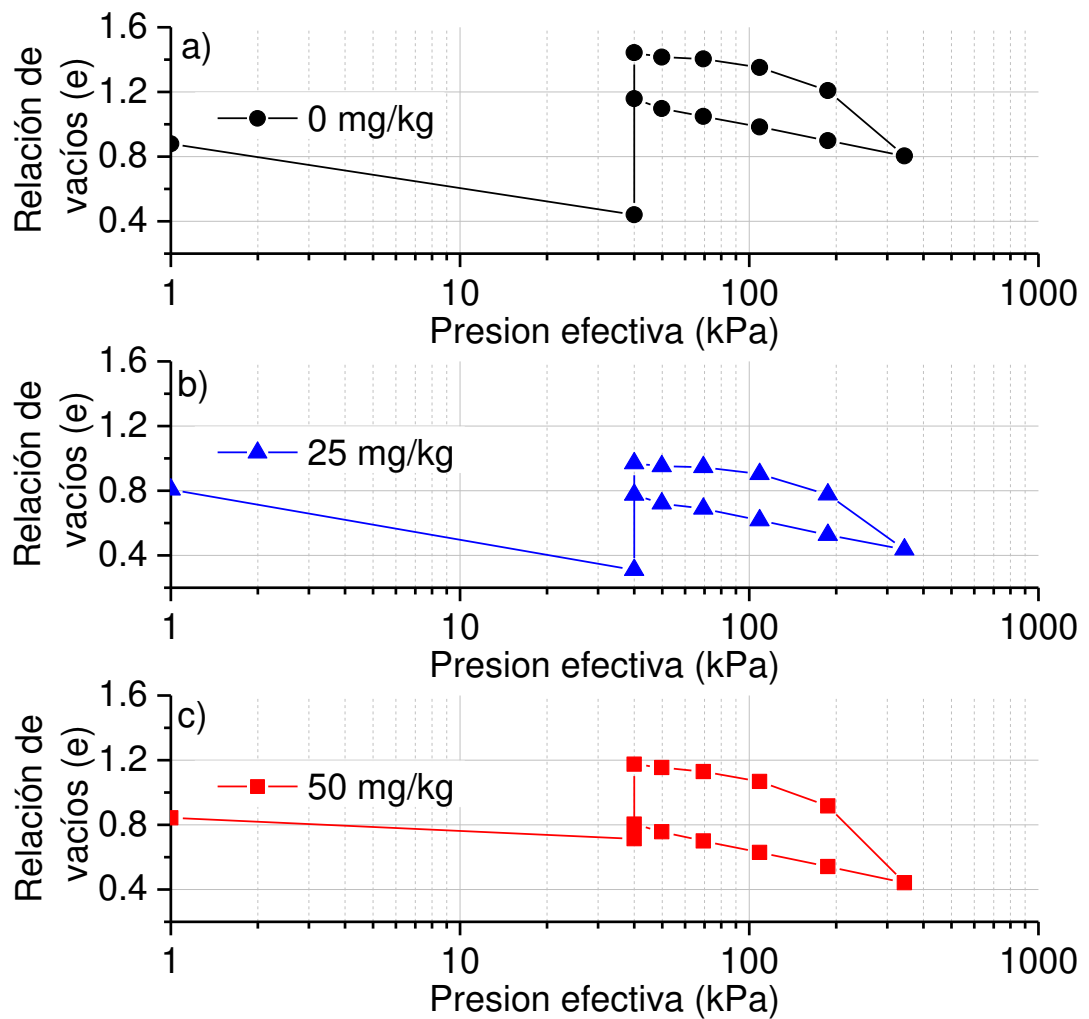 a)
Relación de
vacíos (e)
1.6
1.2
0.8
0.4
0 mg/kg
1 10 100 1000
Presion efectiva (kPa)
b)
Relación de
vacíos (e)
1.6
1.2
0.8
0.4
25 mg/kg
1 10 100 1000
Presion efectiva (kPa)
c)
Relación de
vacíos (e)
1.6
1.2
0.8
0.4
50 mg/kg
1 10 100 1000
Presion efectiva (kPa)